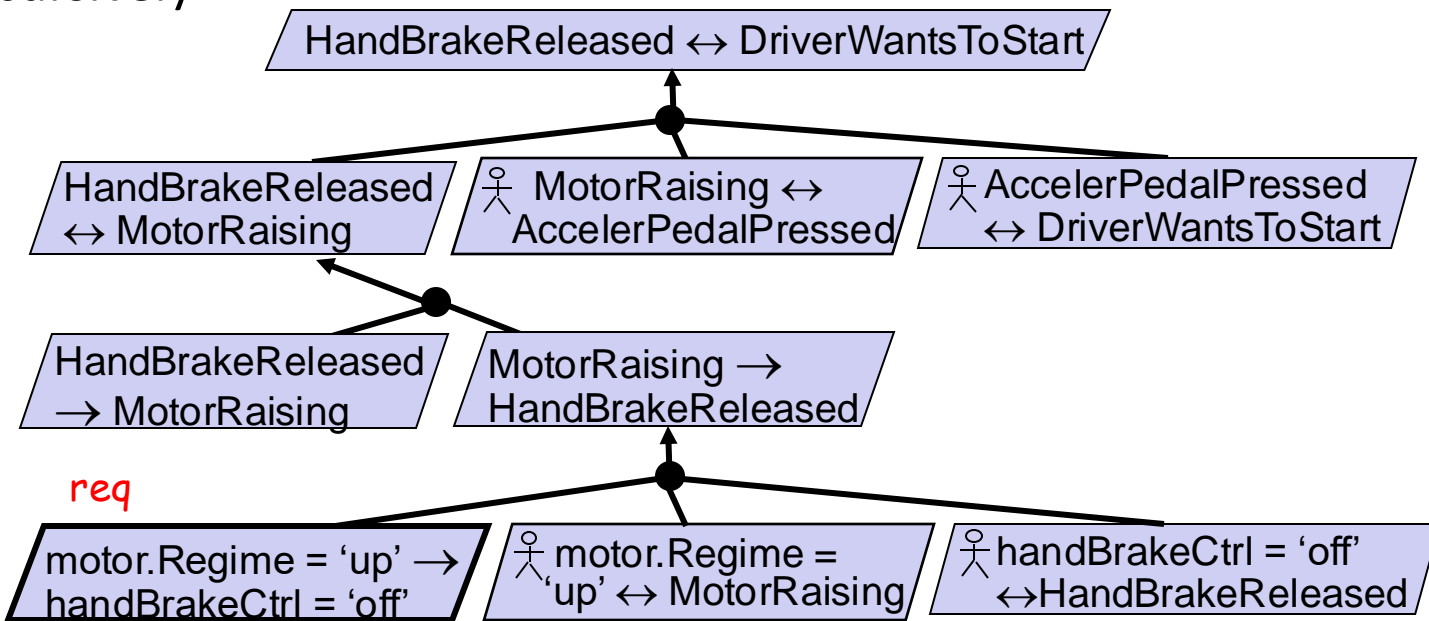 HandBrakeReleased ↔ DriverWantsToStart
HandBrakeReleased
↔ MotorRaising
MotorRaising ↔
AccelerPedalPressed
AccelerPedalPressed
↔ DriverWantsToStart
HandBrakeReleased
→ MotorRaising
MotorRaising →
HandBrakeReleased
req
motor.Regime = ‘up’ →
handBrakeCtrl = ‘off’
motor.Regime =
‘up’ ↔ MotorRaising
handBrakeCtrl = ‘off’
↔HandBrakeReleased